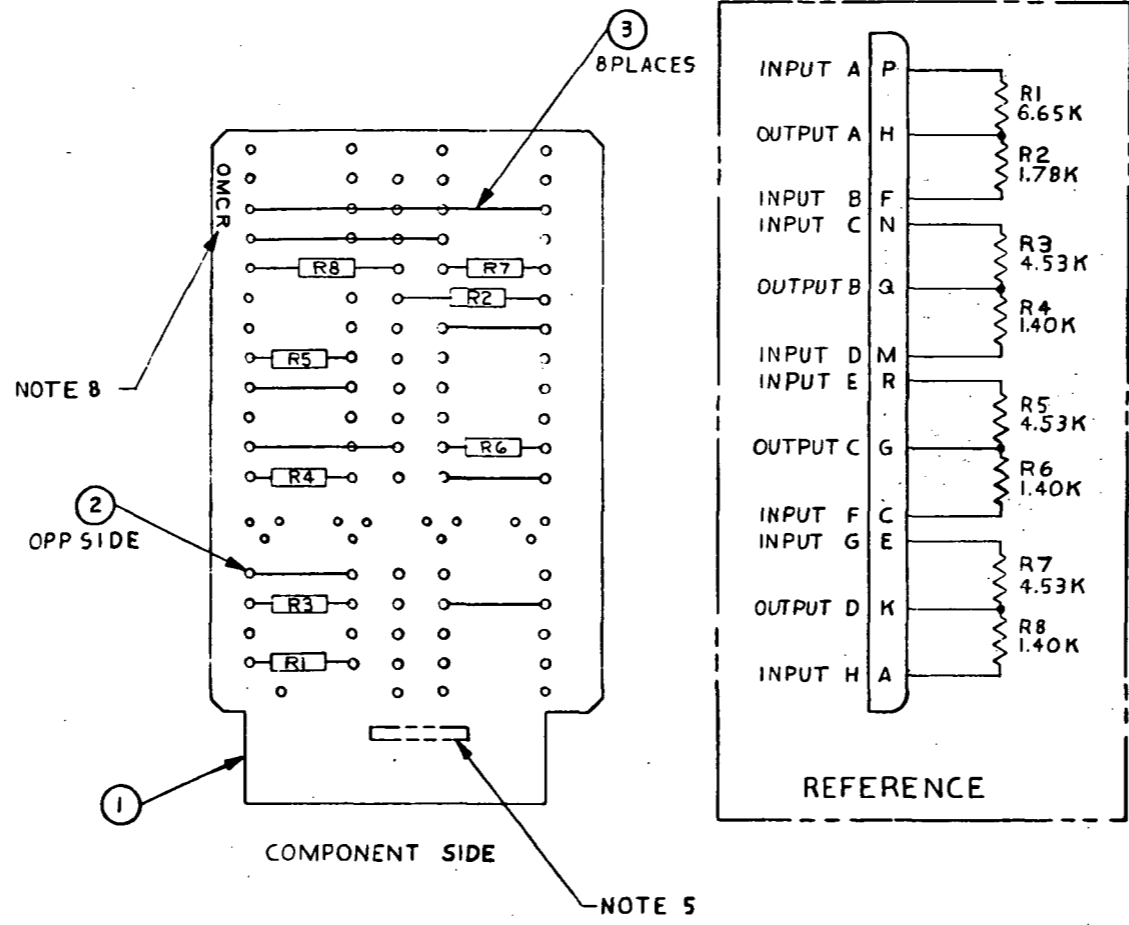 3
8 PLACES
OMCR
R8
R7
R2
R5
NOTE 8
R6
R4
2
OPP SIDE
R3
R1
1
COMPONENT SIDE
NOTE 5
INPUT A P
R1
6.65K
OUTPUT A H
R2
1.78K
INPUT B F
INPUT C N
R3
4.53K
OUTPUT B Q
R4
1.40K
INPUT D M
INPUT E R
R5
4.53K
OUTPUT C G
R6
1.40K
INPUT F C
INPUT G E
R7
4.53K
OUTPUT D K
R8
1.40K
INPUT H A
REFERENCE